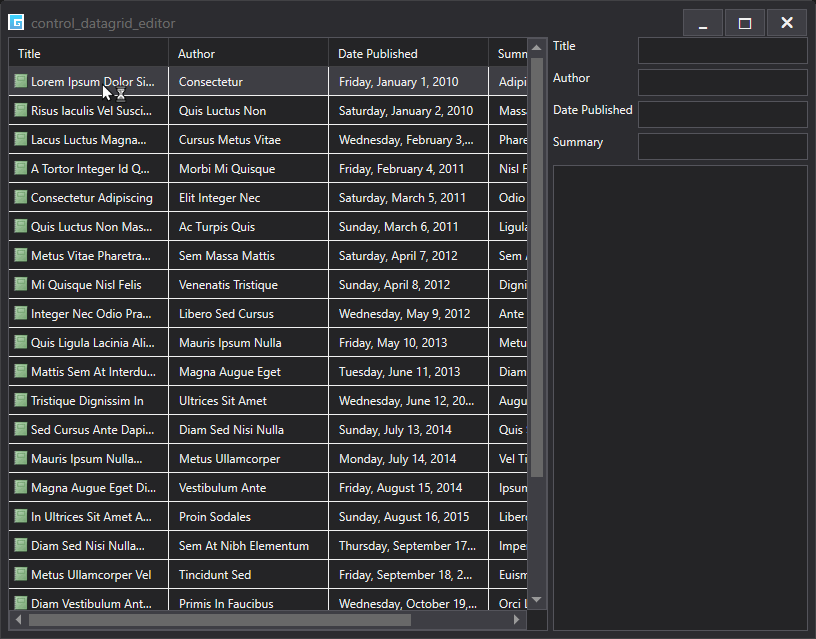 control_datagrid_editor
Title Author Date Published Summ
Lorem Ipsum Dolor Si... Consectetur Friday, January 1, 2010 Adipi
Risus Iaculis Vel Susci... Quis Luctus Non Saturday, January 2, 2010 Mass
Lacus Luctus Magna... Cursus Metus Vitae Wednesday, February 3,... Phare
A Tortor Integer Id Q... Morbi Mi Quisque Friday, February 4, 2011 Nisl F
Consectetur Adipiscing Elit Integer Nec Saturday, March 5, 2011 Odio
Quis Luctus Non Mas... Ac Turpis Quis Sunday, March 6, 2011 Ligula
Metus Vitae Pharetra... Sem Massa Mattis Saturday, April 7, 2012 Sem
Mi Quisque Nisl Felis Venenatis Tristique Sunday, April 8, 2012 Digni
Integer Nec Odio Pra... Libero Sed Cursus Wednesday, May 9, 2012 Ante
Quis Ligula Lacinia Ali... Mauris Ipsum Nulla Friday, May 10, 2013 Metu
Mattis Sem At Interdu... Magna Augue Eget Tuesday, June 11, 2013 Diam
Tristique Dignissim In Ultrices Sit Amet Wednesday, June 12, 20... Augu
Sed Cursus Ante Dapi... Diam Sed Nisi Nulla Sunday, July 13, 2014 Quis
Mauris Ipsum Nulla... Metus Ullamcorper Monday, July 14, 2014 Vel Ti
Magna Augue Eget Di... Vestibulum Ante Friday, August 15, 2014 Ipsun
In Ultrices Sit Amet A... Proin Sodales Sunday, August 16, 2015 Liber
Diam Sed Nisi Nulla... Sem At Nibh Elementum Thursday, September 17... Impe
Metus Ullamcorper Vel Tincidunt Sed Friday, September 18, 2... Euism
Diam Vestibulum Ant... Primis In Faucibus Wednesday, October 19,... Orci L
Title
Author
Date Published
Summary